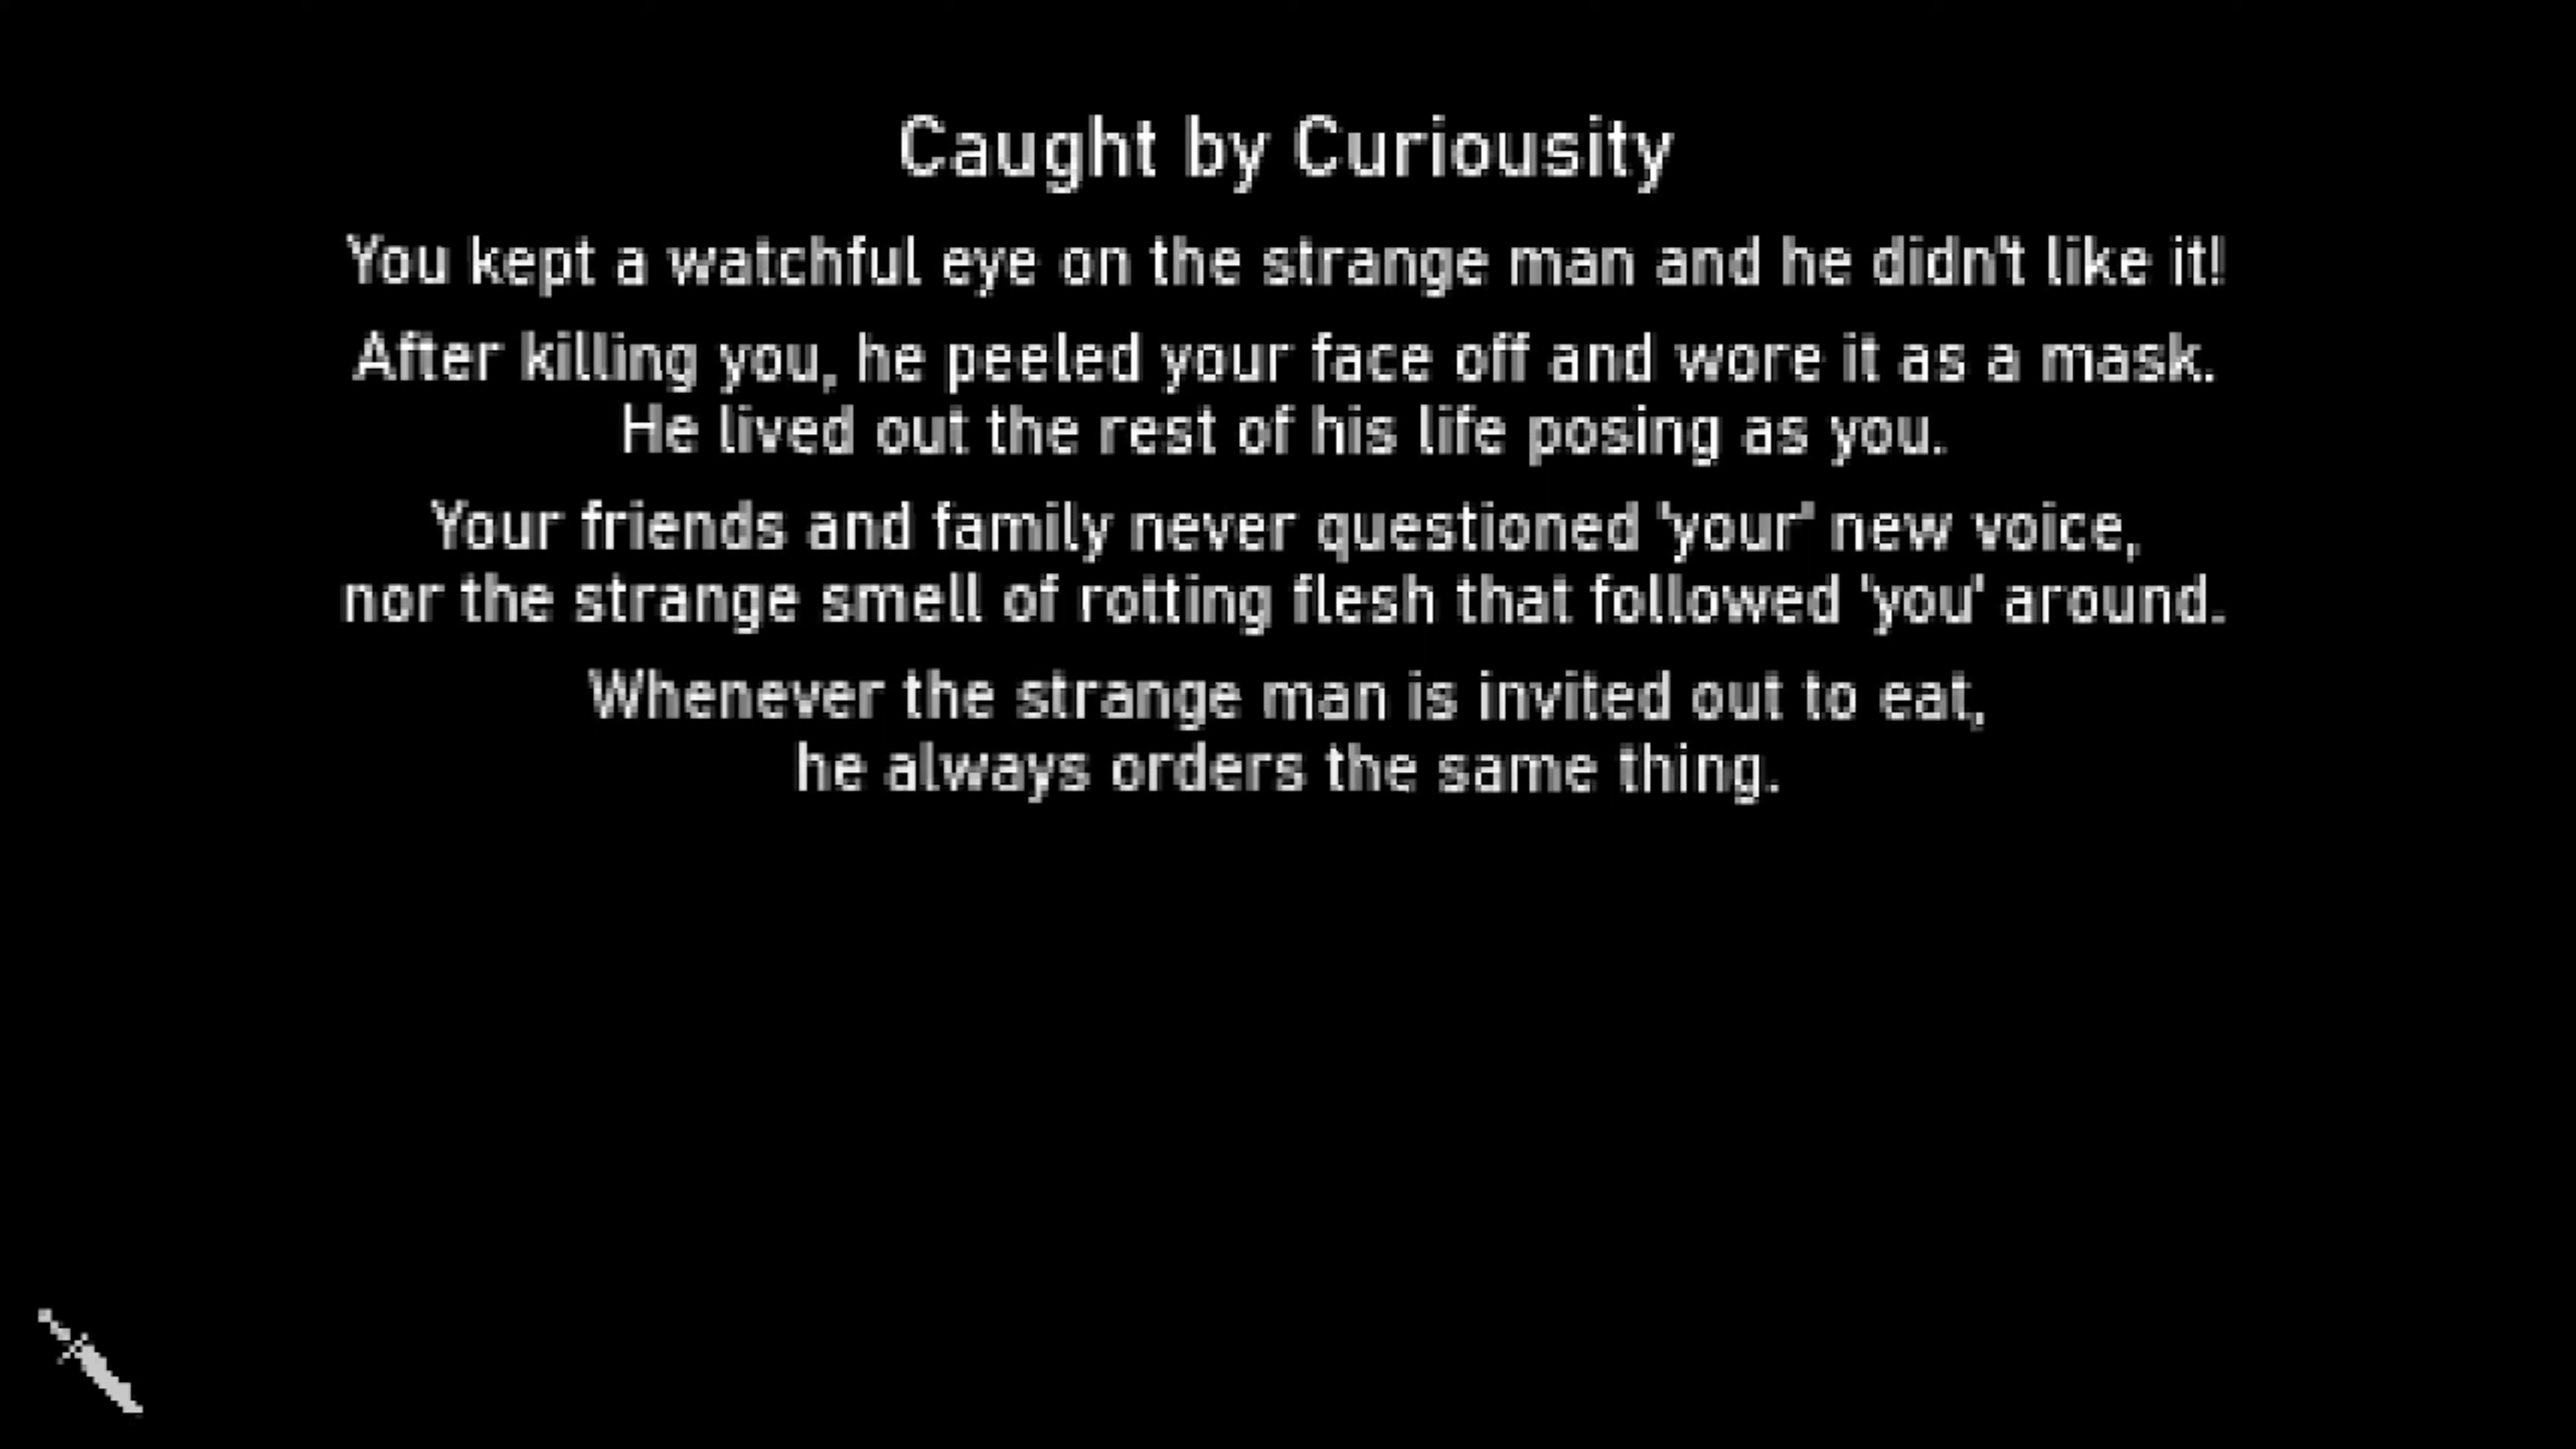 Caught by Curiousity
You kept a watchful eye on the strange man and he didn't like it!
After killing you, he peeled your face off and wore it as a mask.
He lived out the rest of his life posing as you.
Your friends and family never questioned 'your' new voice,
nor the strange smell of rotting flesh that followed 'you' around.
Whenever the strange man is invited out to eat,
he always orders the same thing.